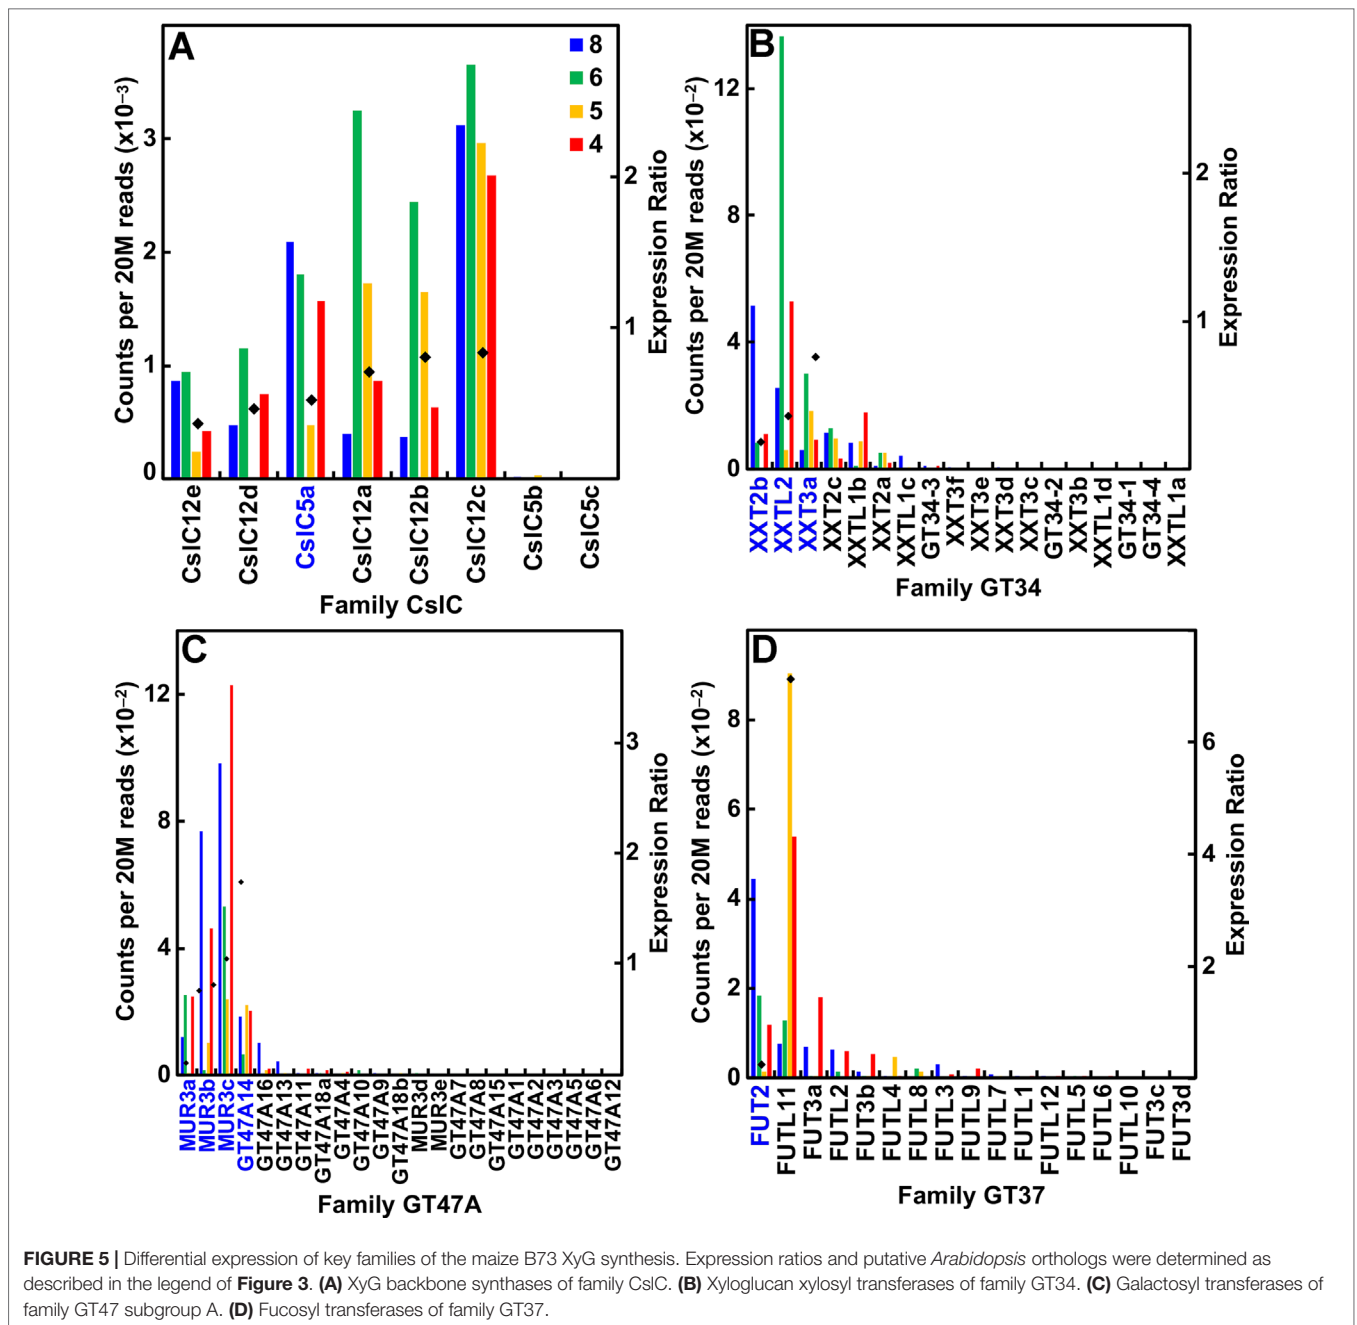 A
8
6
5
4
Counts per 20M reads (x10⁻³)
3
2
1
0
2
1
Expression Ratio
CslC12e
CslC12d
CslC5a
CslC12a
CslC12b
CslC12c
CslC5b
CslC5c
Family CslC
B
Counts per 20M reads (x10⁻²)
12
8
4
0
2
1
Expression Ratio
XXT2b
XXTL2
XXT3a
XXT2c
XXTL1b
XXT2a
XXTL1c
GT34-3
XXT3f
XXT3e
XXT3d
XXT3c
GT34-2
XXT3b
XXTL1d
GT34-1
GT34-4
XXTL1a
Family GT34
C
Counts per 20M reads (x10⁻²)
12
8
4
0
3
2
1
Expression Ratio
MUR3a
MUR3b
MUR3c
GT47A14
GT47A16
GT47A13
GT47A11
GT47A18a
GT47A4
GT47A10
GT47A9
GT47A18b
MUR3d
MUR3e
GT47A7
GT47A8
GT47A15
GT47A1
GT47A2
GT47A3
GT47A5
GT47A6
GT47A12
Family GT47A
D
Counts per 20M reads (x10⁻²)
8
6
4
2
0
6
4
2
Expression Ratio
FUT2
FUTL11
FUT3a
FUTL2
FUT3b
FUTL4
FUTL8
FUTL3
FUTL9
FUTL7
FUTL1
FUTL12
FUTL5
FUTL6
FUTL10
FUT3c
FUT3d
Family GT37
FIGURE 5 | Differential expression of key families of the maize B73 XyG synthesis. Expression ratios and putative Arabidopsis orthologs were determined as
described in the legend of Figure 3. (A) XyG backbone synthases of family CslC. (B) Xyloglucan xylosyl transferases of family GT34. (C) Galactosyl transferases of
family GT47 subgroup A. (D) Fucosyl transferases of family GT37.